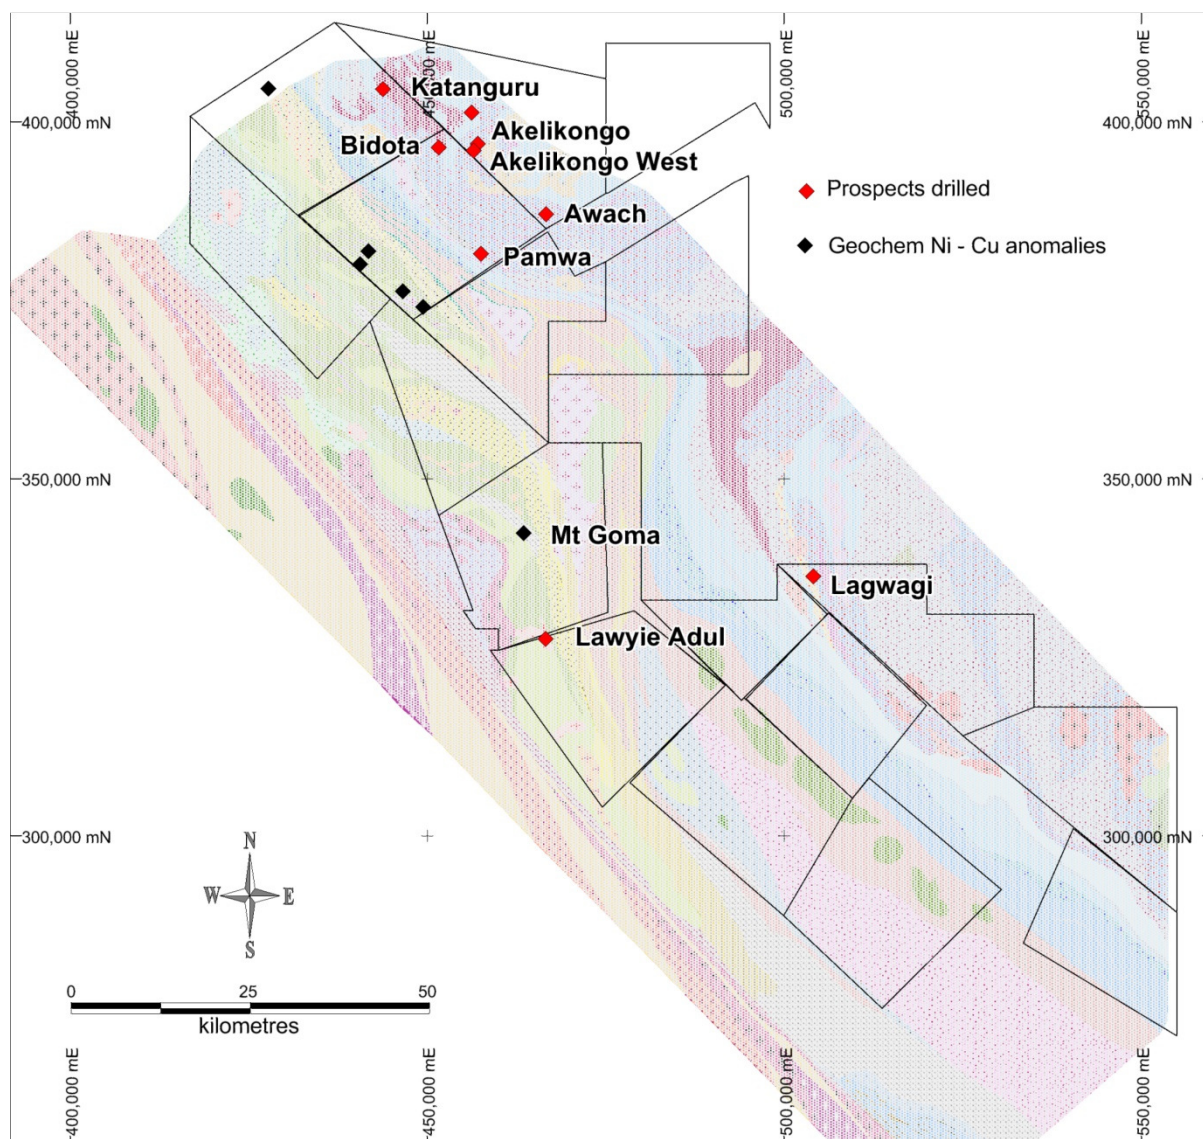 400,000 mE
450,000 mE
500,000 mE
550,000 mE
400,000 mN
400,000 mN
Katanguru
Akelikongo
Bidota
Akelikongo West
Prospects drilled
Awach
Geochem Ni - Cu anomalies
Pamwa
350,000 mN
350,000 mN
Mt Goma
Lagwagi
Lawyie Adul
300,000 mN
300,000 mN
N
W E
S
0 25 50
kilometres
400,000 mE
450,000 mE
500,000 mE
550,000 mE